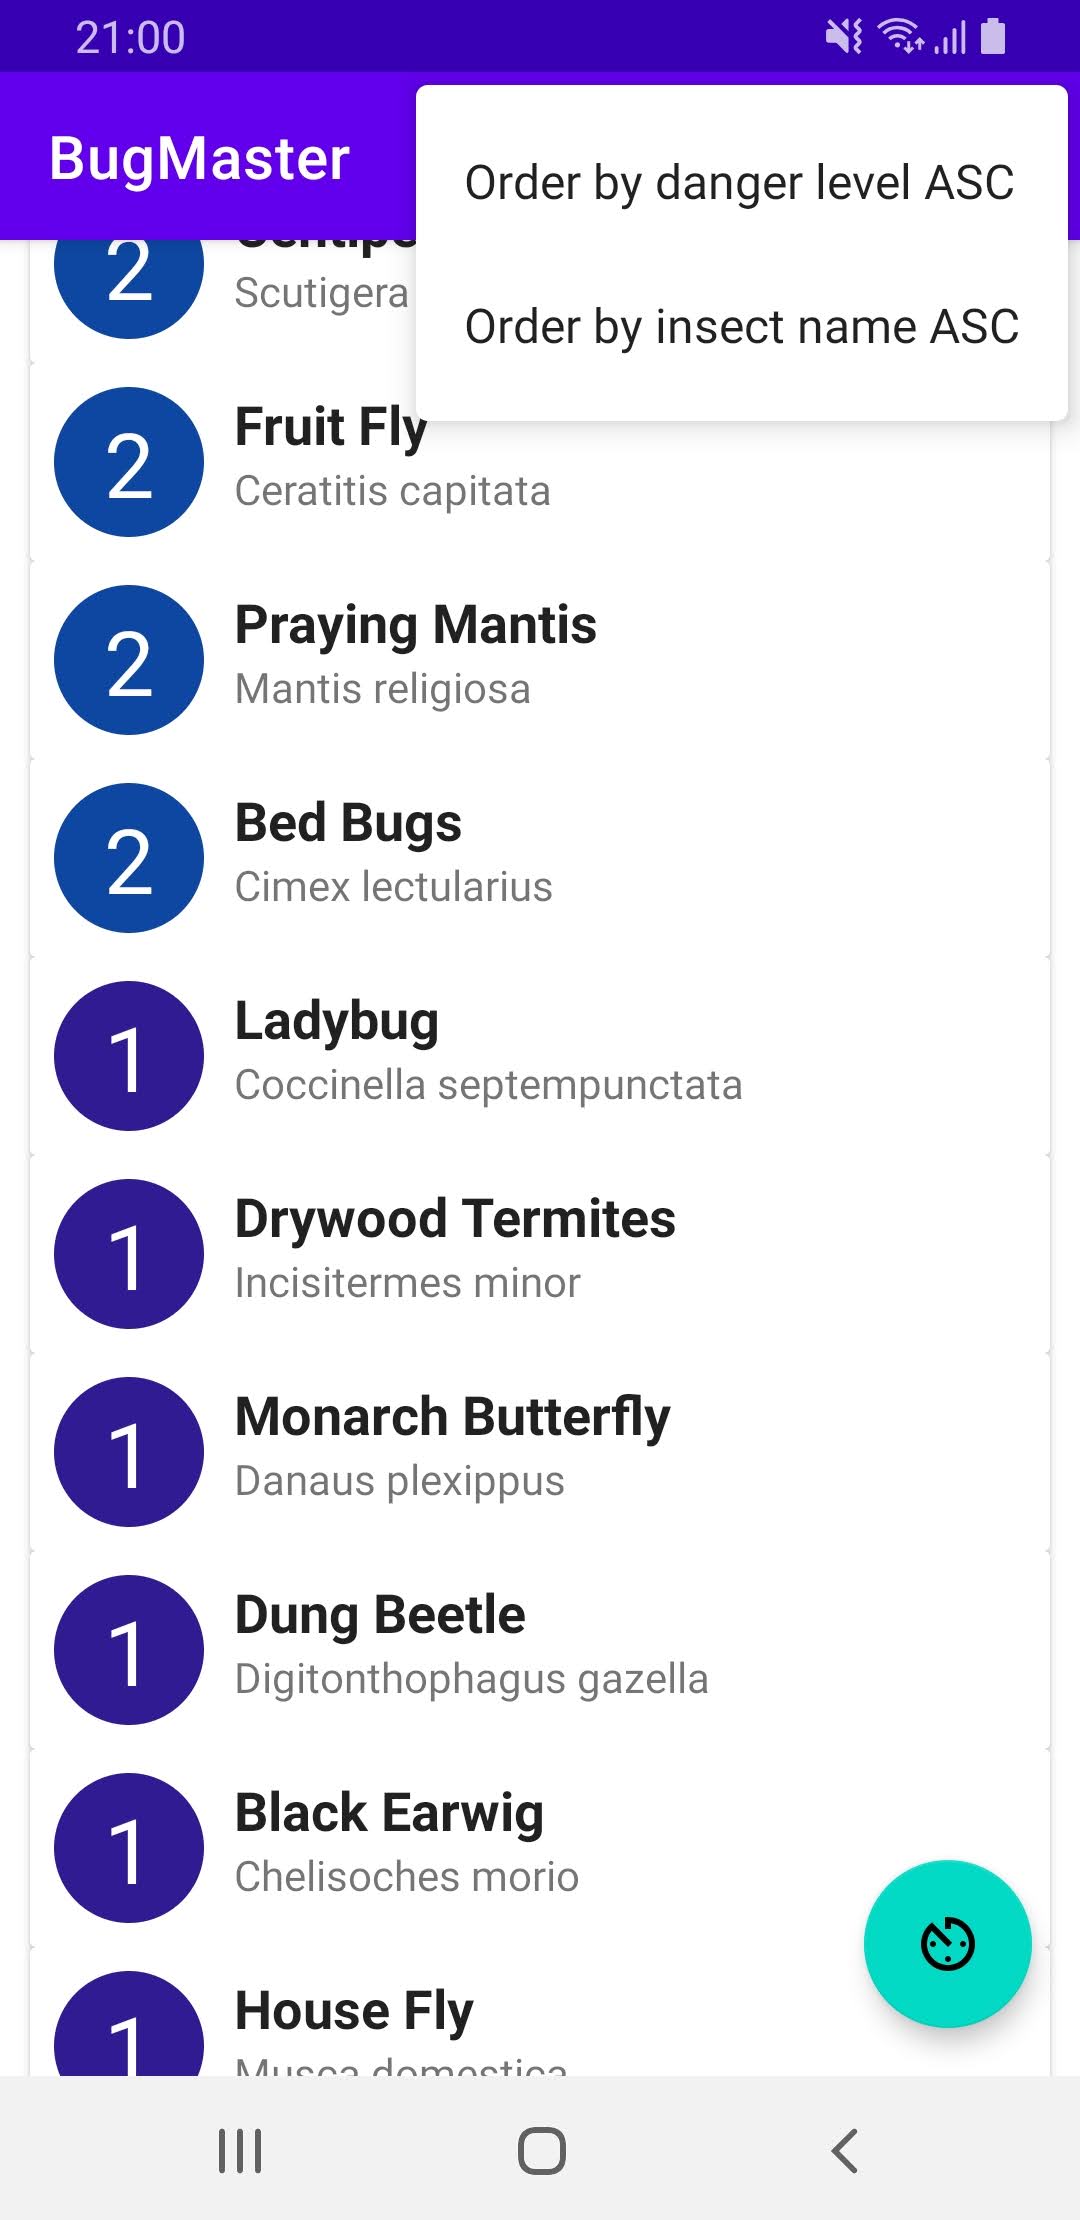 21:00
BugMaster
Order by danger level ASC
Order by insect name ASC
2
Scutigera
2
Fruit Fly
Ceratitis capitata
2
Praying Mantis
Mantis religiosa
2
Bed Bugs
Cimex lectularius
1
Ladybug
Coccinella septempunctata
1
Drywood Termites
Incisitermes minor
1
Monarch Butterfly
Danaus plexippus
1
Dung Beetle
Digitonthophagus gazella
1
Black Earwig
Chelisoches morio
1
House Fly
Musca domestica